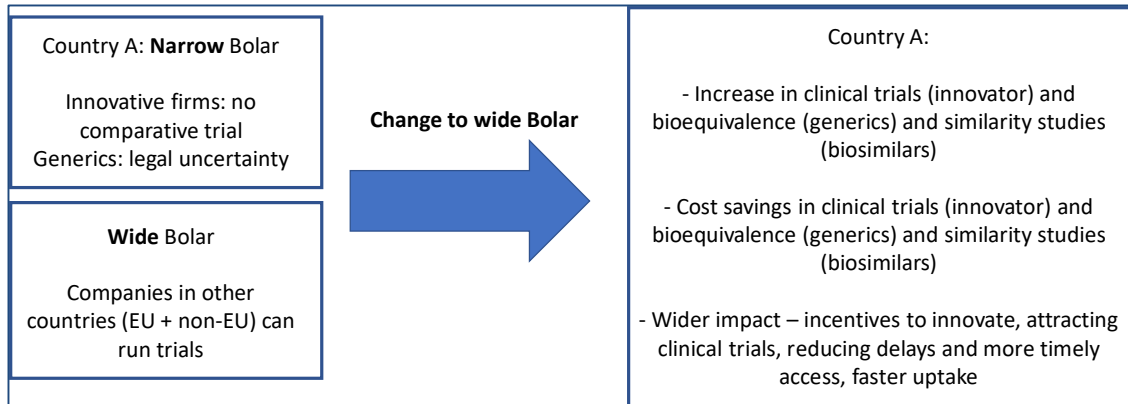 Country A: Narrow Bolar
Innovative firms: no
comparative trial
Generics: legal uncertainty
Wide Bolar
Companies in other
countries (EU + non-EU) can
run trials
Change to wide Bolar
Country A:
- Increase in clinical trials (innovator) and
bioequivalence (generics) and similarity studies
(biosimilars)
- Cost savings in clinical trials (innovator) and
bioequivalence (generics) and similarity studies
(biosimilars)
- Wider impact – incentives to innovate, attracting
clinical trials, reducing delays and more timely
access, faster uptake